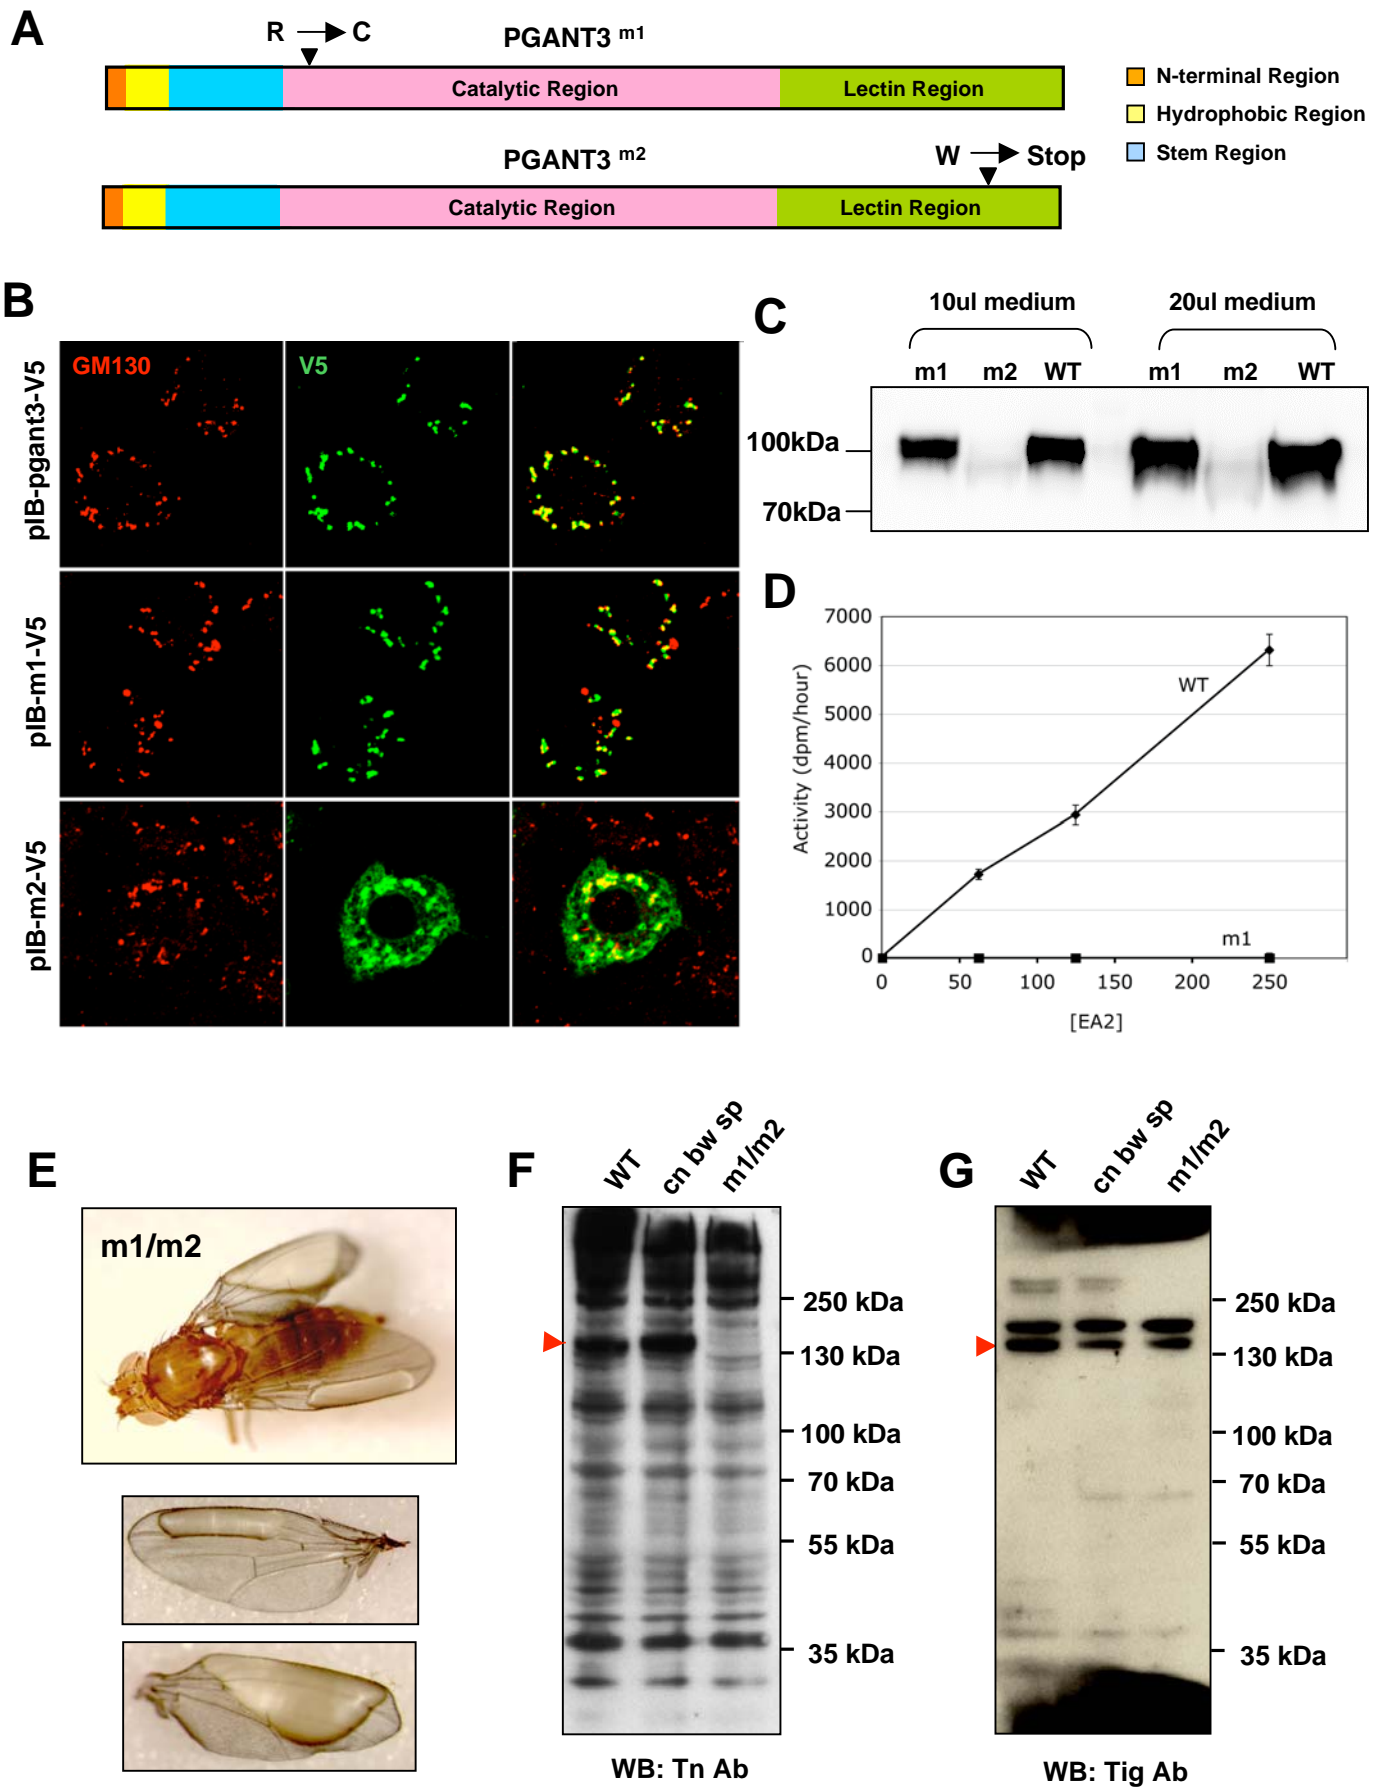 A
R → C
PGANT3 m1
Catalytic Region
Lectin Region
N-terminal Region
Hydrophobic Region
Stem Region
PGANT3 m2
W → Stop
Catalytic Region
Lectin Region
B
GM130
V5
pIB-pgant3-V5
pIB-m1-V5
pIB-m2-V5
C
10ul medium
20ul medium
m1 m2 WT m1 m2 WT
100kDa
70kDa
D
7000
6000
5000
4000
3000
2000
1000
0
Activity (dpm/hour)
WT
m1
0 50 100 150 200 250
[EA2]
E
m1/m2
F
WT
cn bw sp
m1/m2
250 kDa
130 kDa
100 kDa
70 kDa
55 kDa
35 kDa
WB: Tn Ab
G
WT
cn bw sp
m1/m2
250 kDa
130 kDa
100 kDa
70 kDa
55 kDa
35 kDa
WB: Tig Ab